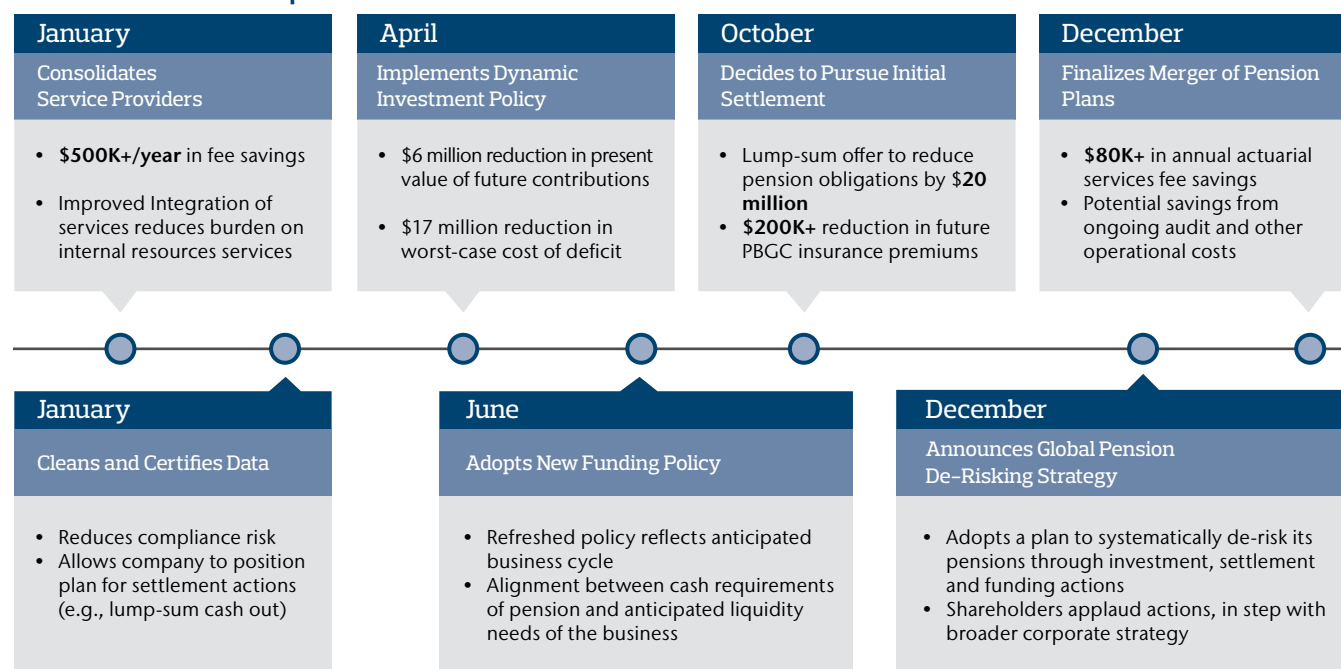 January
Consolidates
Service Providers
• $500K+/year in fee savings
• Improved Integration of
services reduces burden on
internal resources services
April
Implements Dynamic
Investment Policy
• $6 million reduction in present
value of future contributions
• $17 million reduction in
worst-case cost of deficit
October
Decides to Pursue Initial
Settlement
• Lump-sum offer to reduce
pension obligations by $20
million
• $200K+ reduction in future
PBGC insurance premiums
December
Finalizes Merger of Pension
Plans
• $80K+ in annual actuarial
services fee savings
• Potential savings from
ongoing audit and other
operational costs
January
Cleans and Certifies Data
• Reduces compliance risk
• Allows company to position
plan for settlement actions
(e.g., lump-sum cash out)
June
Adopts New Funding Policy
• Refreshed policy reflects anticipated
business cycle
• Alignment between cash requirements
of pension and anticipated liquidity
needs of the business
December
Announces Global Pension
De-Risking Strategy
• Adopts a plan to systematically de-risk its
pensions through investment, settlement
and funding actions
• Shareholders applaud actions, in step with
broader corporate strategy